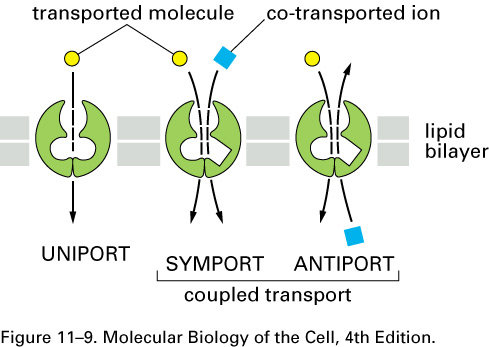 transported molecule
co-transported ion
lipid
bilayer
UNIPORT
SYMPORT
ANTIPORT
coupled transport
Figure 11–9. Molecular Biology of the Cell, 4th Edition.